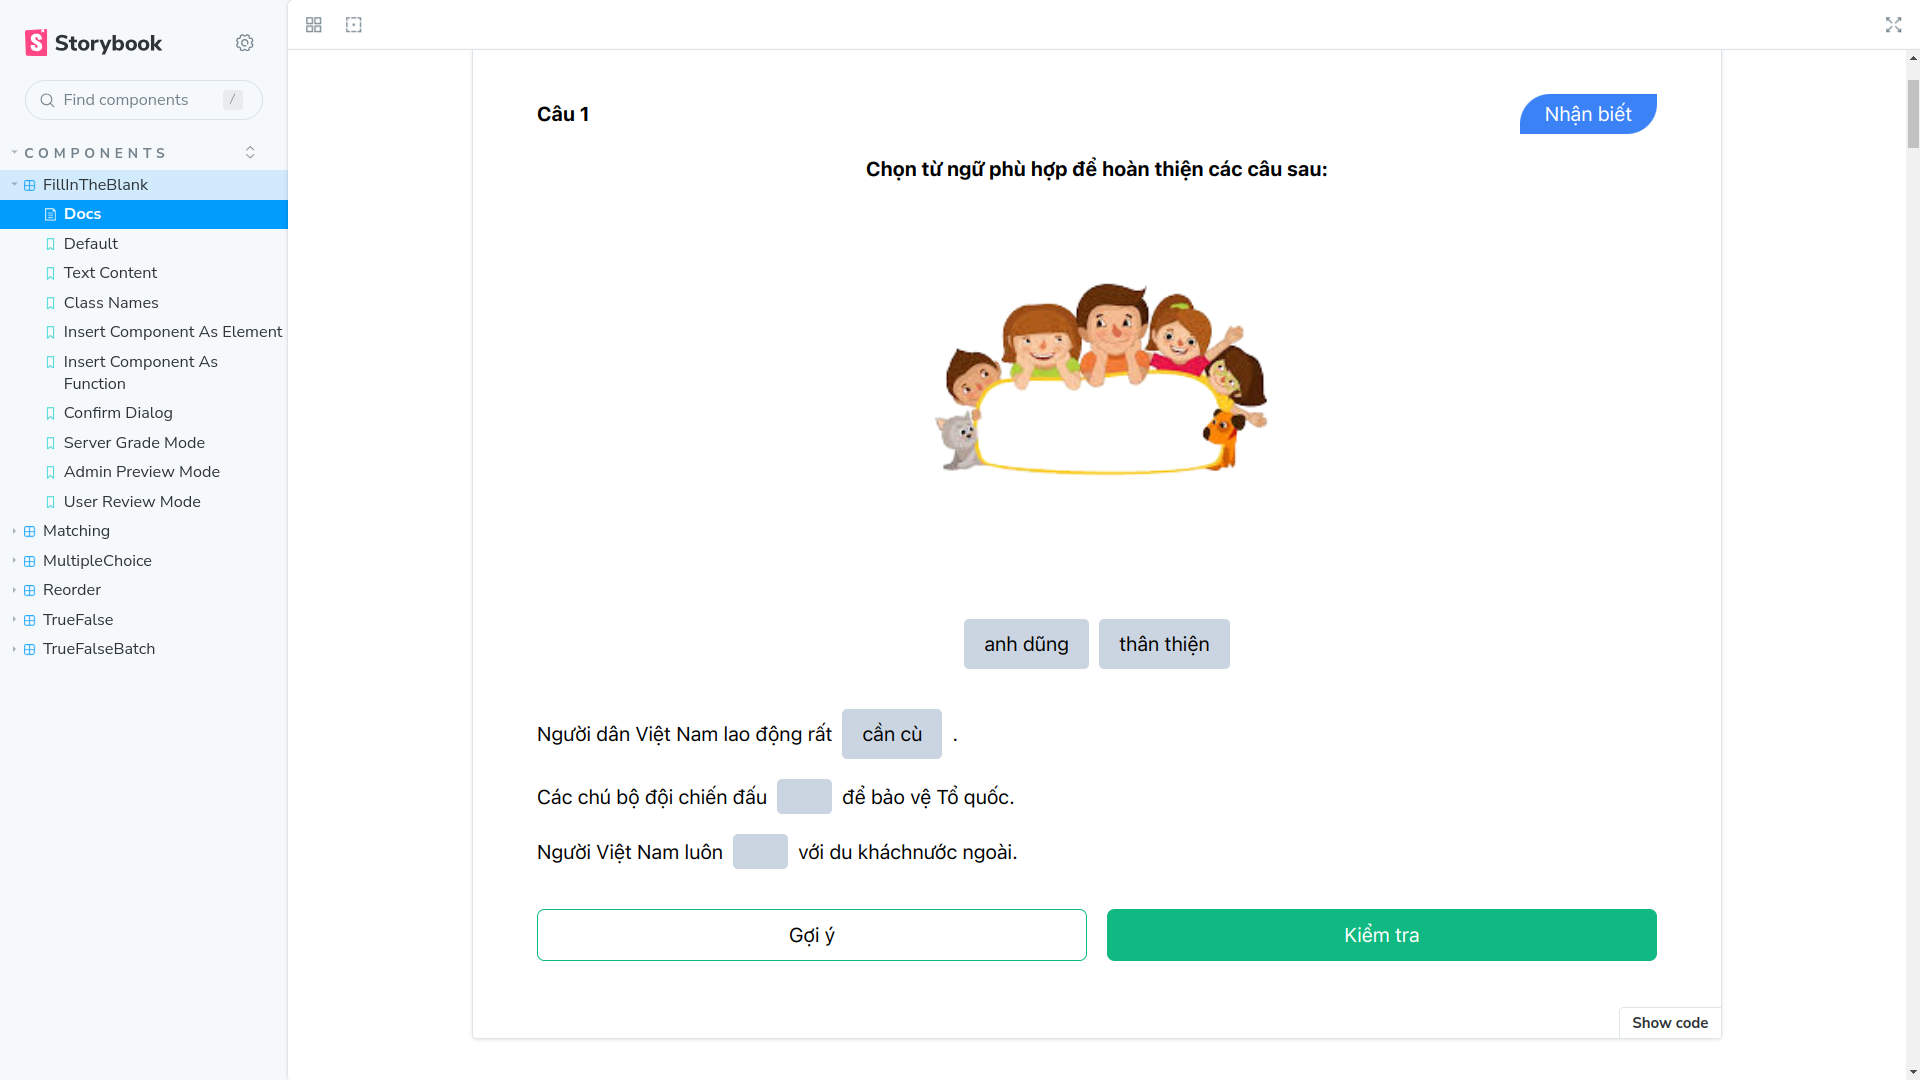 Storybook
Find components
/
COMPONENTS
FillInTheBlank
Docs
Default
Text Content
Class Names
Insert Component As Element
Insert Component As
Function
Confirm Dialog
Server Grade Mode
Admin Preview Mode
User Review Mode
Matching
MultipleChoice
Reorder
TrueFalse
TrueFalseBatch
Câu 1
Nhận biết
Chọn từ ngữ phù hợp để hoàn thiện các câu sau:
anh dũng thân thiện
Người dân Việt Nam lao động rất cần cù .
Các chú bộ đội chiến đấu để bảo vệ Tổ quốc.
Người Việt Nam luôn với du kháchnước ngoài.
Gợi ý
Kiểm tra
Show code